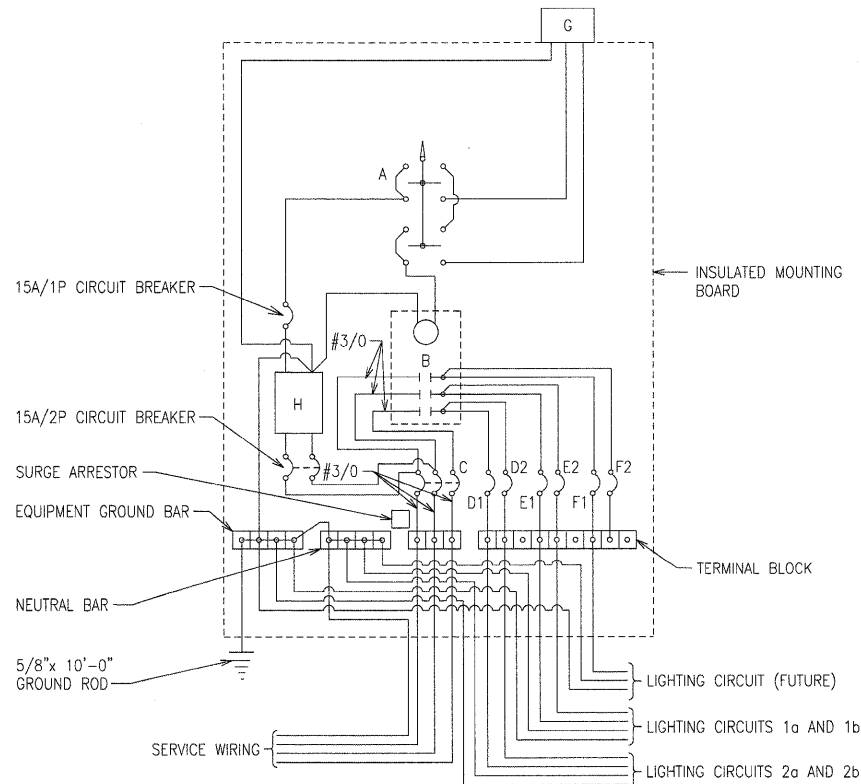 G
A
INSULATED MOUNTING
BOARD
15A/1P CIRCUIT BREAKER
#3/0
B
H
15A/2P CIRCUIT BREAKER
SURGE ARRESTOR
#3/0
C
D2
E2
F2
D1
E1
F1
EQUIPMENT GROUND BAR
TERMINAL BLOCK
NEUTRAL BAR
5/8"x 10'-0"
GROUND ROD
LIGHTING CIRCUIT (FUTURE)
LIGHTING CIRCUITS 1a AND 1b
SERVICE WIRING
LIGHTING CIRCUITS 2a AND 2b